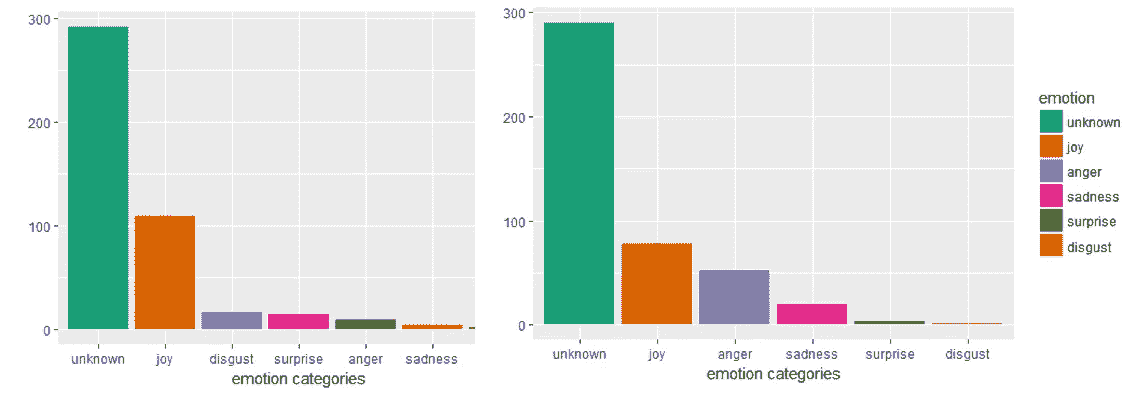 300
200
100
0
unknown joy disgust surprise anger sadness
emotion categories
300
200
100
0
unknown joy anger sadness surprise disgust
emotion categories
emotion
unknown
joy
anger
sadness
surprise
disgust